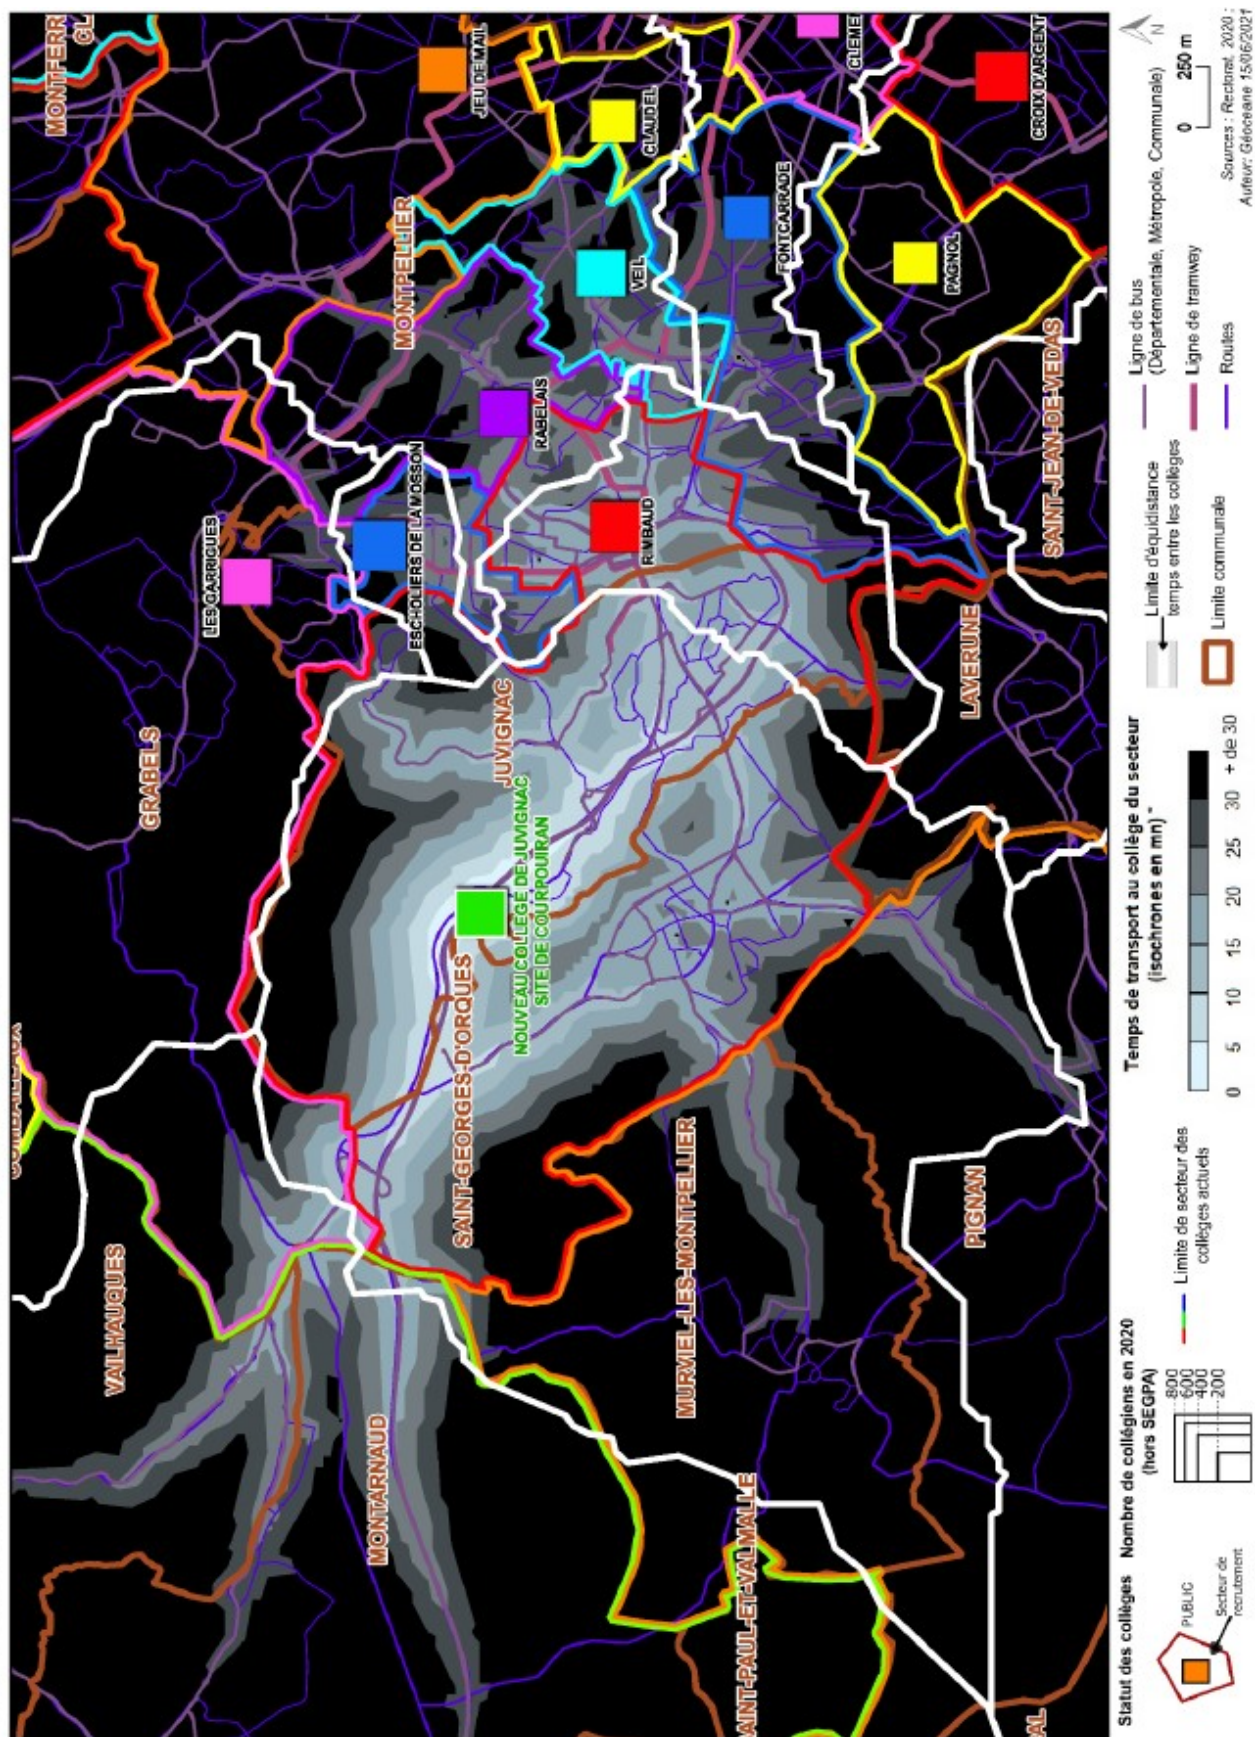 MONTFERR
CL
JEU DE MAIL
CLEME
CROIX D'ARGENT
CLAUDEL
MONTPELLIER
VEIL
FONTCARRADE
PAGNOL
RABELAIS
SAINT-JEAN-DE-VEDAS
LES GARRIGUES
ESCHOLIERS DE LA MOSSON
RIMBAUD
LAVERUNE
GRABELS
JUVIGNAC
NOUVEAU COLLEGE DE JUVIGNAC
SITE DE COURPOUIRAN
SAINT-GEORGES-D'ORQUES
VAILHAUQUES
MURVIEL-LES-MONTPELLIER
PIGNAN
MONTARNAUD
AINT-PAUL-ET-VALMALLE
AL
Statut des collèges
PUBLIC
Secteur de
recrutement
Nombre de collégiens en 2020
(hors SEGPA)
800
600
400
200
Limite de secteur des
collèges actuels
Temps de transport au collège du secteur
(isochrones en mn)
0 5 10 15 20 25 30 + de 30
Limite d'équidistance
temps entre les collèges
Limite communale
Ligne de bus
(Départementale, Métropole, Communale)
Ligne de tramway
Routes
N
0 250 m
Sources : Rectorat, 2020 ;
Auteur: Géoceane 15/06/2021